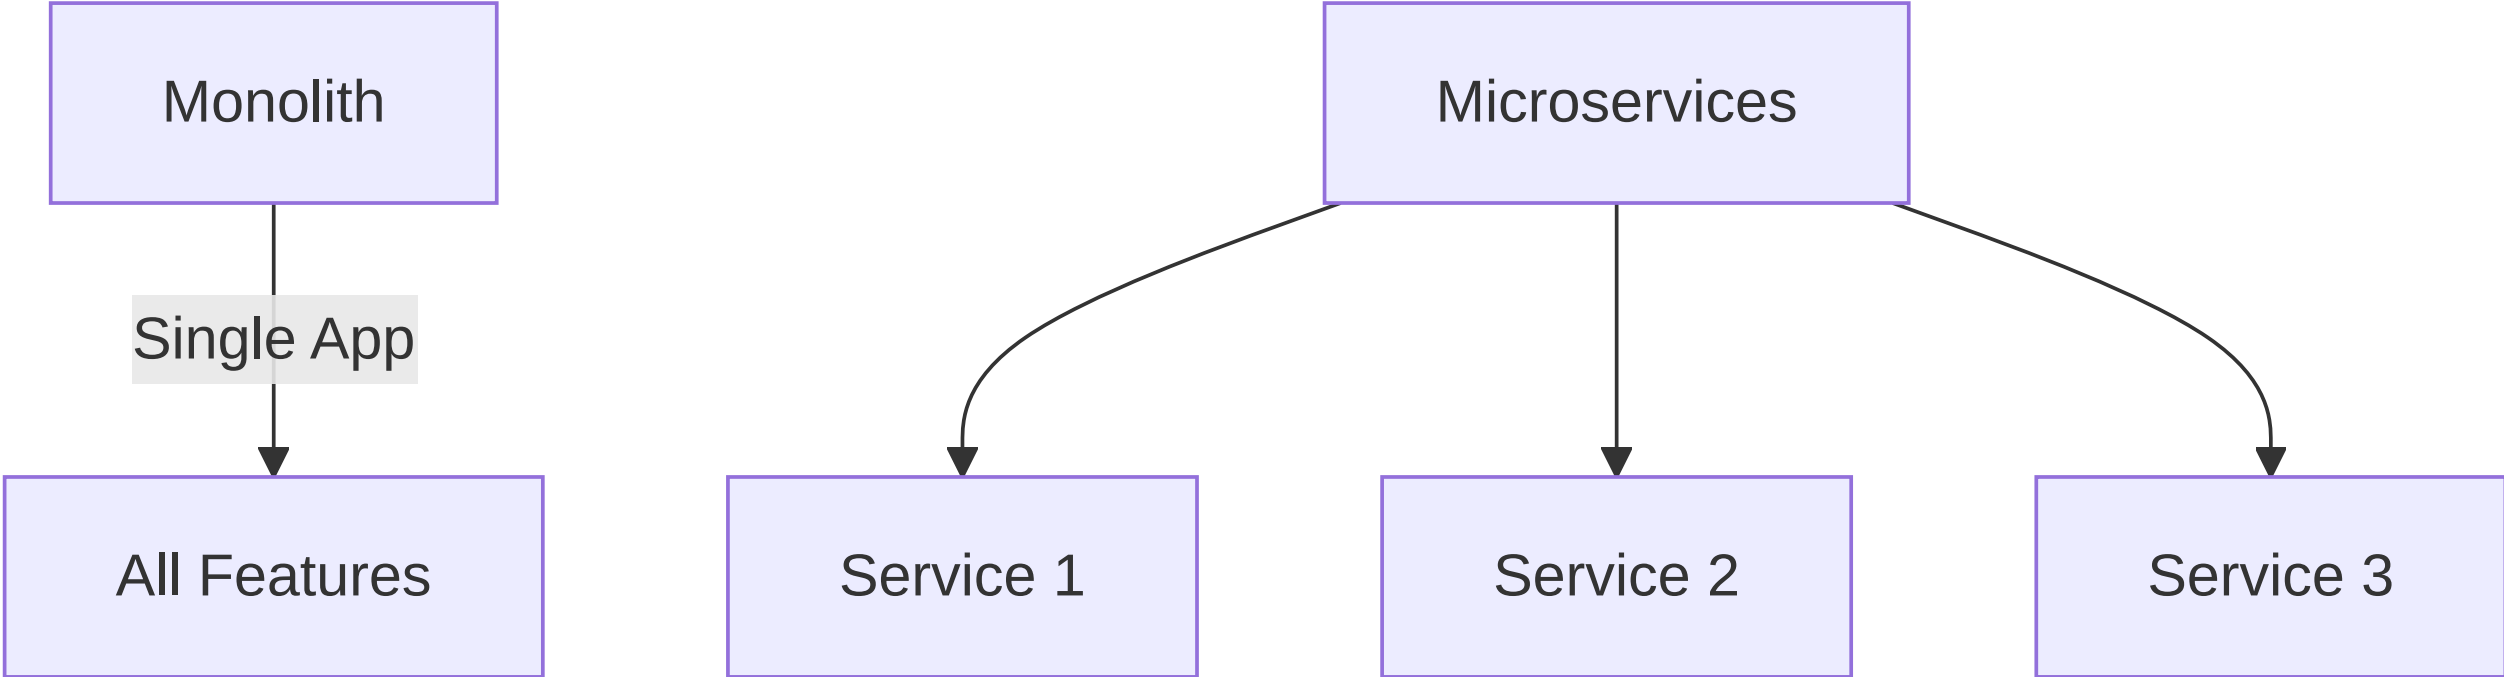 Monolith
Microservices
Single App
All Features
Service 1
Service 2
Service 3